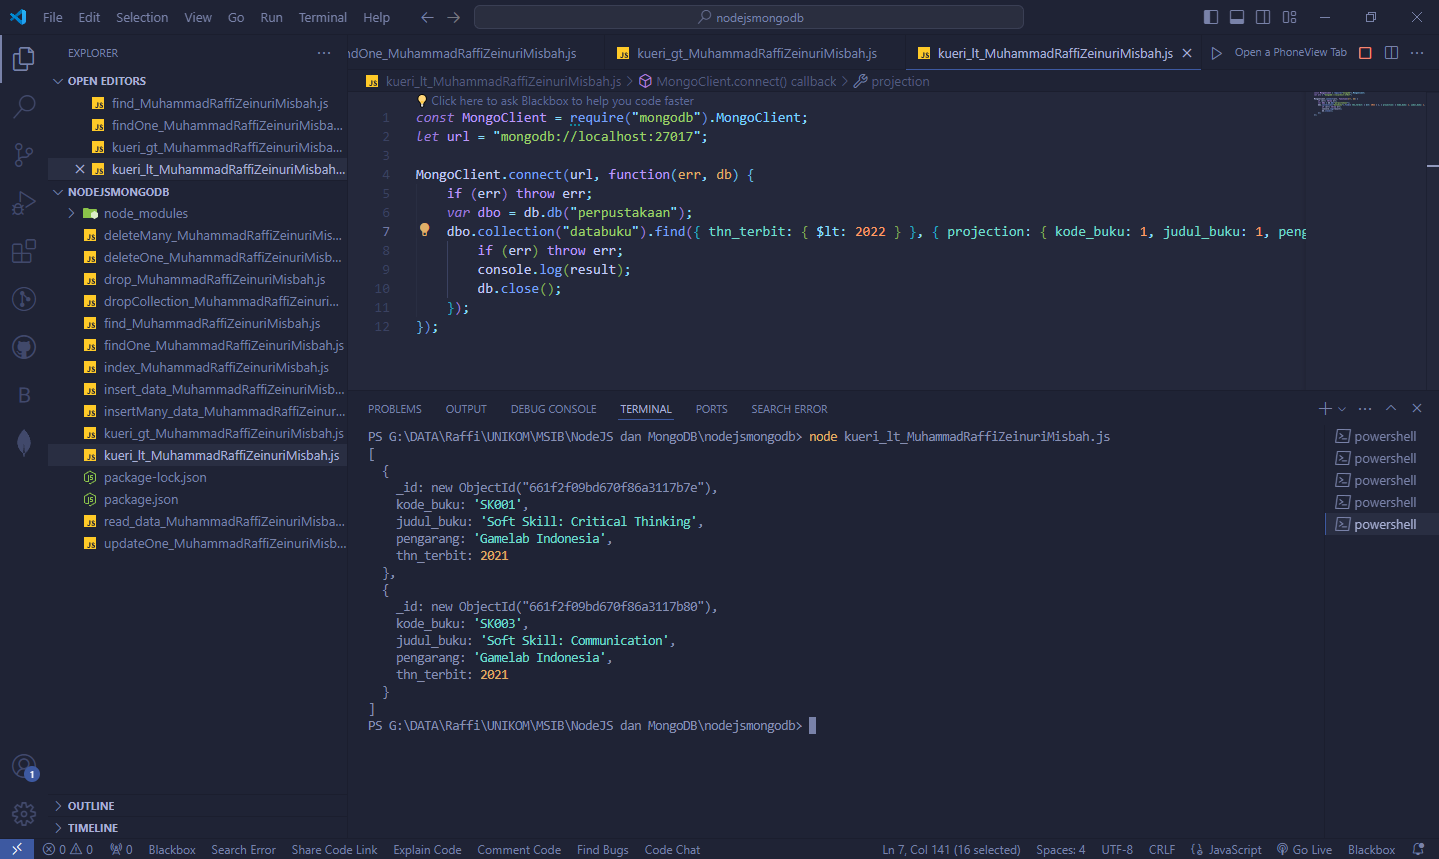 File Edit Selection View Go Run Terminal Help nodejsmongodb
EXPLORER
OPEN EDITORS
find_MuhammadRaffiZeinuriMisbah.js
findOne_MuhammadRaffiZeinuriMisba...
kueri_gt_MuhammadRaffiZeinuriMisbah...
kueri_lt_MuhammadRaffiZeinuriMisbah...
NODEJSMONGODB
node_modules
deleteMany_MuhammadRaffiZeinuriMis...
deleteOne_MuhammadRaffiZeinuriMisb...
drop_MuhammadRaffiZeinuriMisbah.js
dropCollection_MuhammadRaffiZeinuri...
find_MuhammadRaffiZeinuriMisbah.js
findOne_MuhammadRaffiZeinuriMisbah.js
index_MuhammadRaffiZeinuriMisbah.js
insert_data_MuhammadRaffiZeinuriMisb...
insertMany_data_MuhammadRaffiZeinur...
kueri_gt_MuhammadRaffiZeinuriMisbah.js
kueri_lt_MuhammadRaffiZeinuriMisbah.js
package-lock.json
package.json
read_data_MuhammadRaffiZeinuriMisba...
updateOne_MuhammadRaffiZeinuriMisb...
OUTLINE
TIMELINE
ndOne_MuhammadRaffiZeinuriMisbah.js kueri_gt_MuhammadRaffiZeinuriMisbah.js kueri_lt_MuhammadRaffiZeinuriMisbah.js Open a PhoneView Tab
kueri_lt_MuhammadRaffiZeinuriMisbah.js > MongoClient.connect() callback > projection
Click here to ask Blackbox to help you code faster
1 const MongoClient = require("mongodb").MongoClient;
2 let url = "mongodb://localhost:27017";
3
4 MongoClient.connect(url, function(err, db) {
5 if (err) throw err;
6 var dbo = db.db("perpustakaan");
7 dbo.collection("databuku").find({ thn_terbit: { $lt: 2022 } }, { projection: { kode_buku: 1, judul_buku: 1, peng
8 if (err) throw err;
9 console.log(result);
10 db.close();
11 });
12 });
PROBLEMS OUTPUT DEBUG CONSOLE TERMINAL PORTS SEARCH ERROR
PS G:\DATA\Raffi\UNIKOM\MSIB\NodeJS dan MongoDB\nodejsmongodb> node kueri_lt_MuhammadRaffiZeinuriMisbah.js
[
{
_id: new ObjectId("661f2f09bd670f86a3117b7e"),
kode_buku: 'SK001',
judul_buku: 'Soft Skill: Critical Thinking',
pengarang: 'Gamelab Indonesia',
thn_terbit: 2021
},
{
_id: new ObjectId("661f2f09bd670f86a3117b80"),
kode_buku: 'SK003',
judul_buku: 'Soft Skill: Communication',
pengarang: 'Gamelab Indonesia',
thn_terbit: 2021
}
]
PS G:\DATA\Raffi\UNIKOM\MSIB\NodeJS dan MongoDB\nodejsmongodb>
powershell
powershell
powershell
powershell
powershell
1
0 0 0 Blackbox Search Error Share Code Link Explain Code Comment Code Find Bugs Code Chat Ln 7, Col 141 (16 selected) Spaces: 4 UTF-8 CRLF {} JavaScript Go Live Blackbox